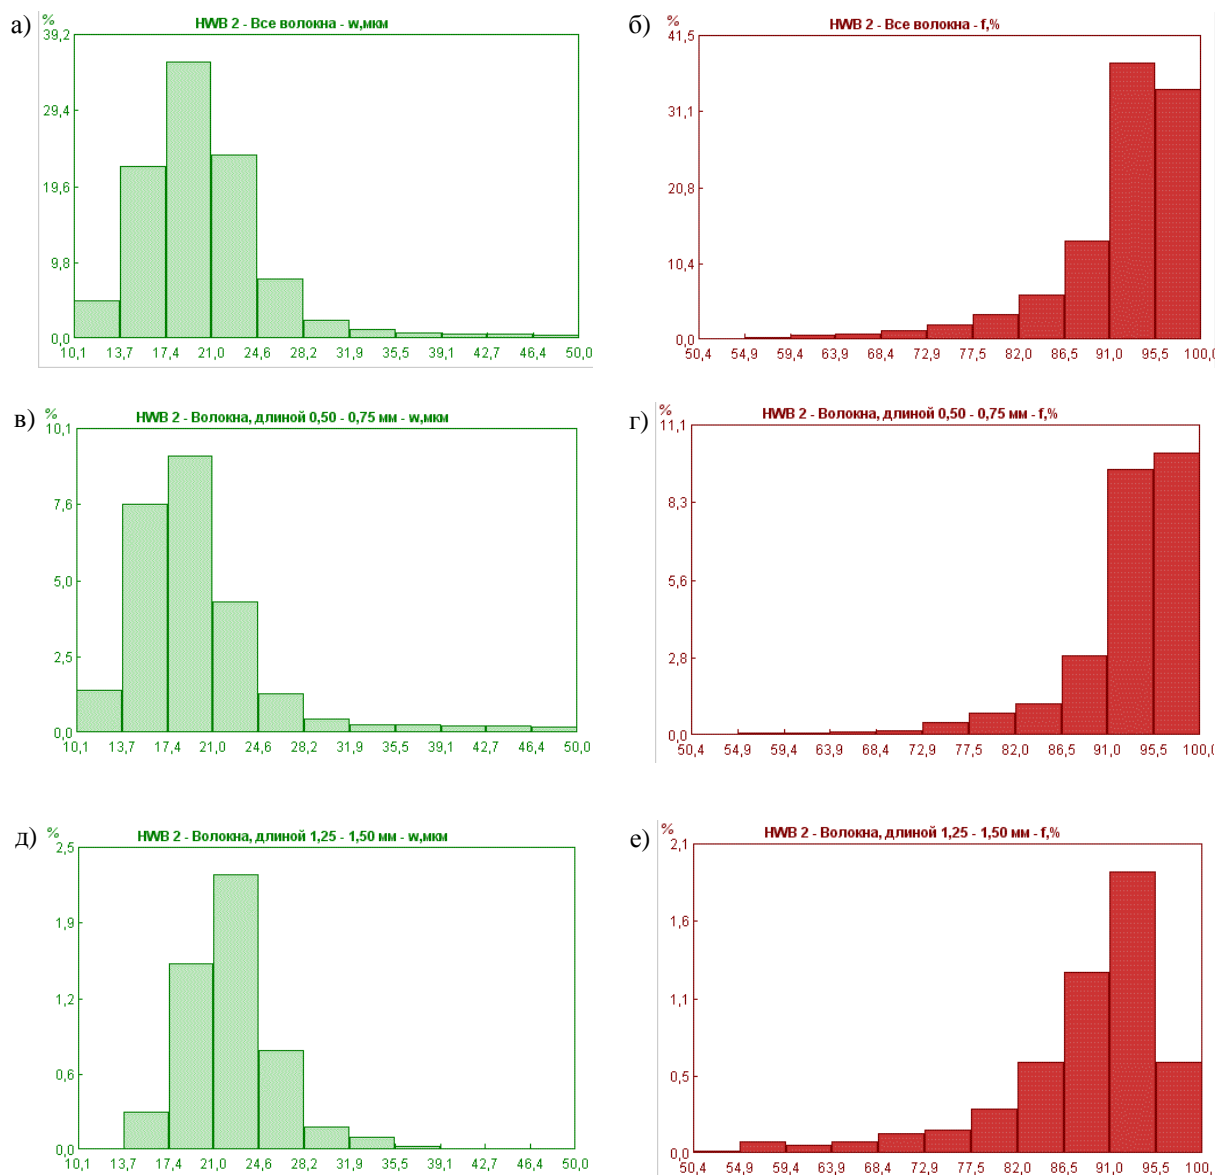 а)
%
HWB 2 - Все волокна - w,мкм
39,2
29,4
19,6
9,8
0,0
10,1 13,7 17,4 21,0 24,6 28,2 31,9 35,5 39,1 42,7 46,4 50,0
б)
%
HWB 2 - Все волокна - f,%
41,5
31,1
20,8
10,4
0,0
50,4 54,9 59,4 63,9 68,4 72,9 77,5 82,0 86,5 91,0 95,5 100,0
в)
%
HWB 2 - Волокна, длиной 0,50 - 0,75 мм - w,мкм
10,1
7,6
5,0
2,5
0,0
10,1 13,7 17,4 21,0 24,6 28,2 31,9 35,5 39,1 42,7 46,4 50,0
г)
%
HWB 2 - Волокна, длиной 0,50 - 0,75 мм - f,%
11,1
8,3
5,6
2,8
0,0
50,4 54,9 59,4 63,9 68,4 72,9 77,5 82,0 86,5 91,0 95,5 100,0
д)
%
HWB 2 - Волокна, длиной 1,25 - 1,50 мм - w,мкм
2,5
1,9
1,2
0,6
0,0
10,1 13,7 17,4 21,0 24,6 28,2 31,9 35,5 39,1 42,7 46,4 50,0
е)
%
HWB 2 - Волокна, длиной 1,25 - 1,50 мм - f,%
2,1
1,6
1,1
0,5
0,0
50,4 54,9 59,4 63,9 68,4 72,9 77,5 82,0 86,5 91,0 95,5 100,0